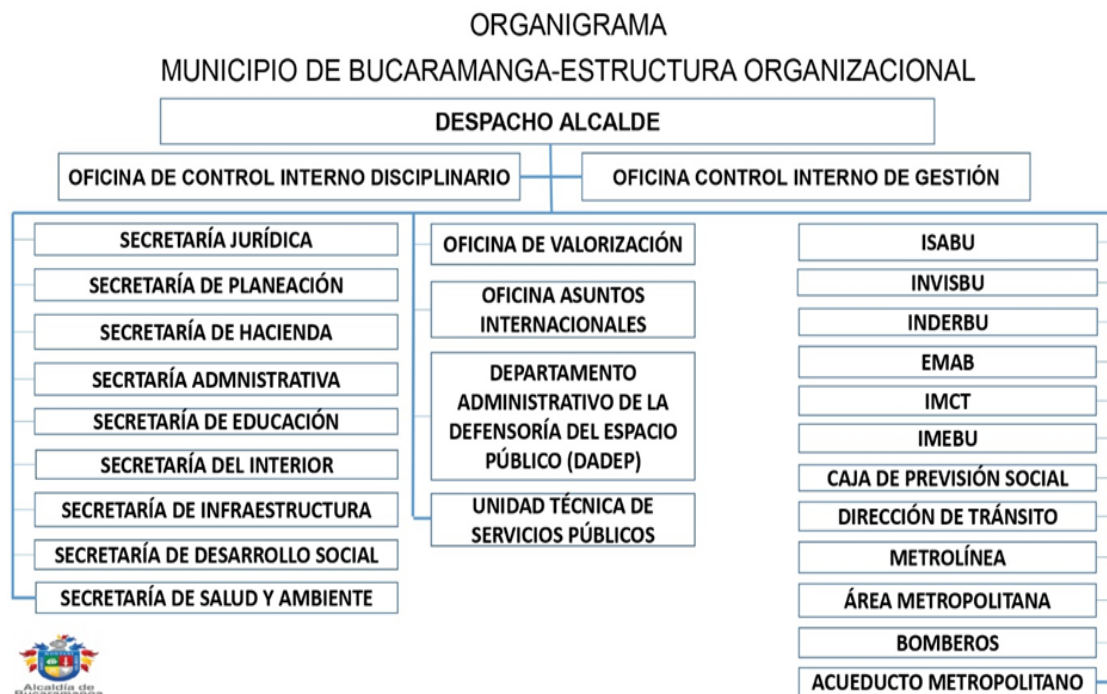 ORGANIGRAMA
MUNICIPIO DE BUCARAMANGA-ESTRUCTURA ORGANIZACIONAL
DESPACHO ALCALDE
OFICINA DE CONTROL INTERNO DISCIPLINARIO
OFICINA CONTROL INTERNO DE GESTIÓN
SECRETARÍA JURÍDICA
SECRETARÍA DE PLANEACIÓN
SECRETARÍA DE HACIENDA
SECRTARÍA ADMNISTRATIVA
SECRETARÍA DE EDUCACIÓN
SECRETARÍA DEL INTERIOR
SECRETARÍA DE INFRAESTRUCTURA
SECRETARÍA DE DESARROLLO SOCIAL
SECRETARÍA DE SALUD Y AMBIENTE
OFICINA DE VALORIZACIÓN
OFICINA ASUNTOS
INTERNACIONALES
DEPARTAMENTO
ADMINISTRATIVO DE LA
DEFENSORÍA DEL ESPACIO
PÚBLICO (DADEP)
UNIDAD TÉCNICA DE
SERVICIOS PÚBLICOS
ISABU
INVISBU
INDERBU
EMAB
IMCT
IMEBU
CAJA DE PREVISIÓN SOCIAL
DIRECCIÓN DE TRÁNSITO
METROLÍNEA
ÁREA METROPOLITANA
BOMBEROS
ACUEDUCTO METROPOLITANO
Alcaldía de
Bucaramanga